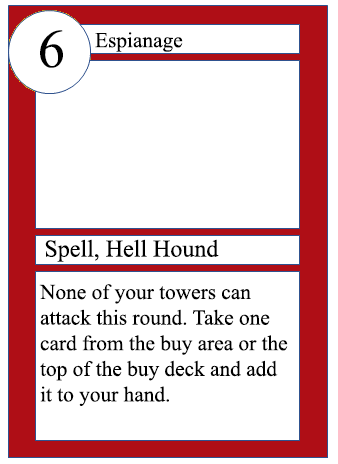 6
Espianage
Spell, Hell Hound
None of your towers can
attack this round. Take one
card from the buy area or the
top of the buy deck and add
it to your hand.